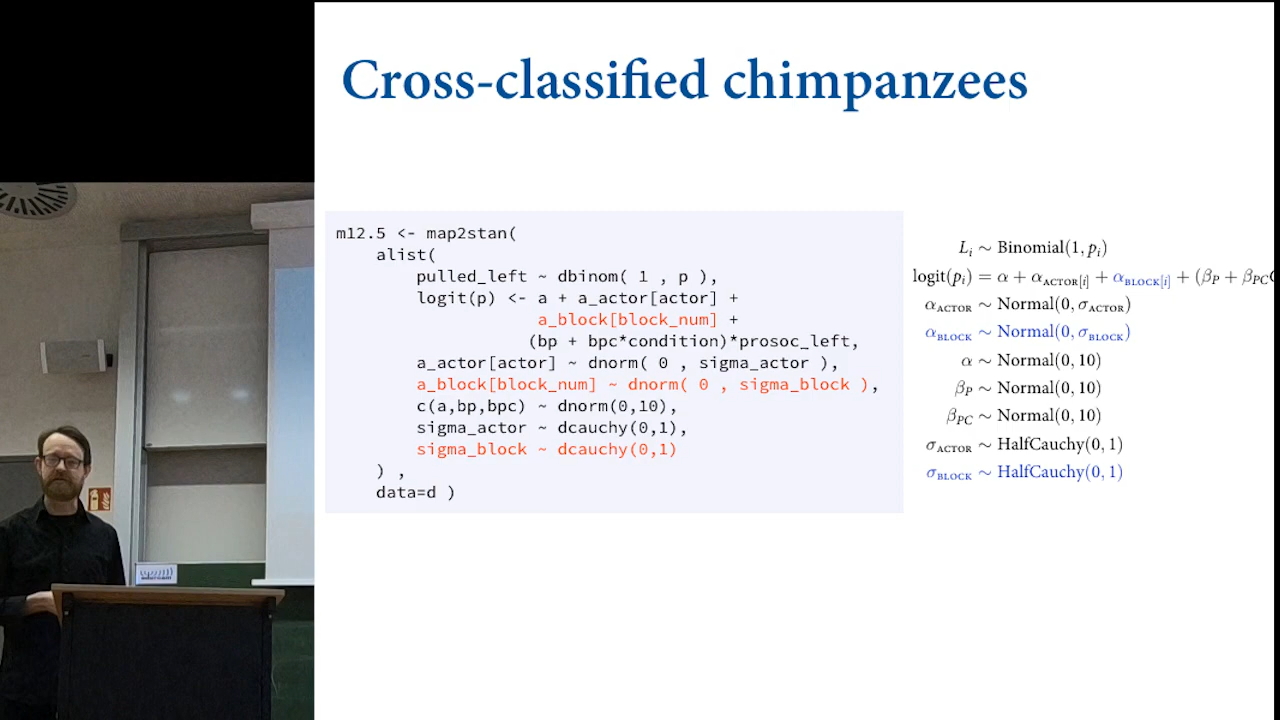 Cross-classified chimpanzees
m12.5 <- map2stan(
alist(
pulled_left ~ dbinom( 1 , p ),
logit(p) <- a + a_actor[actor] +
a_block[block_num] +
(bp + bpc*condition)*prosoc_left,
a_actor[actor] ~ dnorm( 0 , sigma_actor ),
a_block[block_num] ~ dnorm( 0 , sigma_block ),
c(a,bp,bpc) ~ dnorm(0,10),
sigma_actor ~ dcauchy(0,1),
sigma_block ~ dcauchy(0,1)
) ,
data=d )
Lᵢ ~ Binomial(1, pᵢ)
logit(pᵢ) = α + α_ACTOR[i] + α_BLOCK[i] + (β_P + β_PC
α_ACTOR ~ Normal(0, σ_ACTOR)
α_BLOCK ~ Normal(0, σ_BLOCK)
α ~ Normal(0, 10)
β_P ~ Normal(0, 10)
β_PC ~ Normal(0, 10)
σ_ACTOR ~ HalfCauchy(0, 1)
σ_BLOCK ~ HalfCauchy(0, 1)